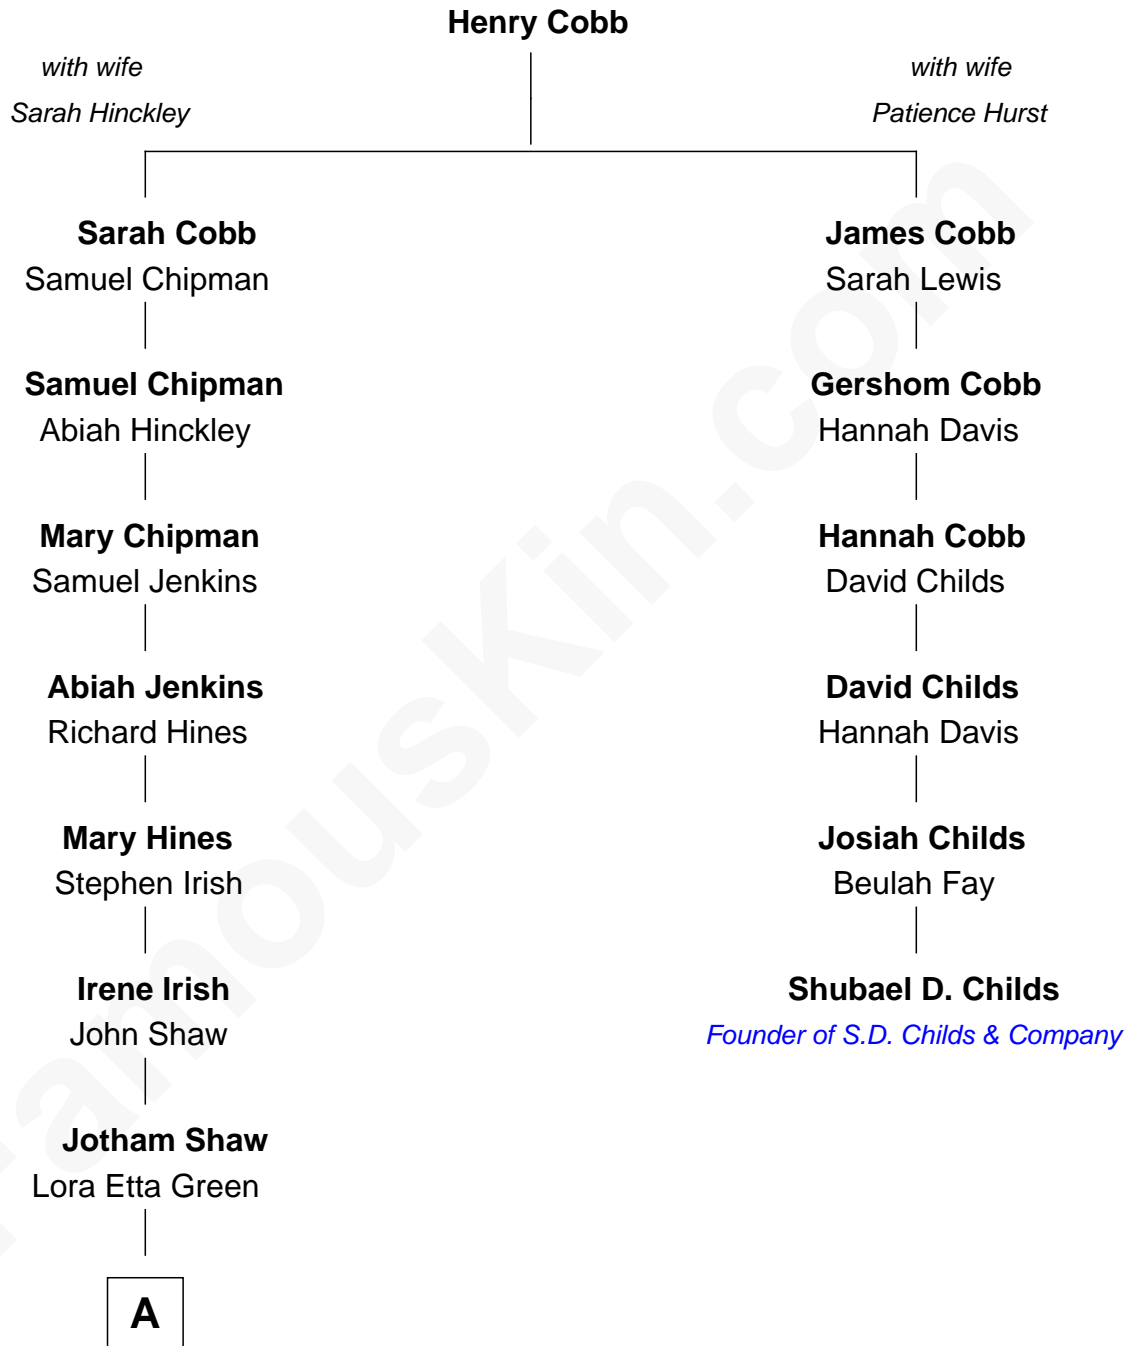 Henry Cobb
with wife
Sarah Hinckley
with wife
Patience Hurst
Sarah Cobb
Samuel Chipman
Samuel Chipman
Abiah Hinckley
Mary Chipman
Samuel Jenkins
Abiah Jenkins
Richard Hines
Mary Hines
Stephen Irish
Irene Irish
John Shaw
Jotham Shaw
Lora Etta Green
A
James Cobb
Sarah Lewis
Gershom Cobb
Hannah Davis
Hannah Cobb
David Childs
David Childs
Hannah Davis
Josiah Childs
Beulah Fay
Shubael D. Childs
Founder of S.D. Childs & Company
FamousKin.com